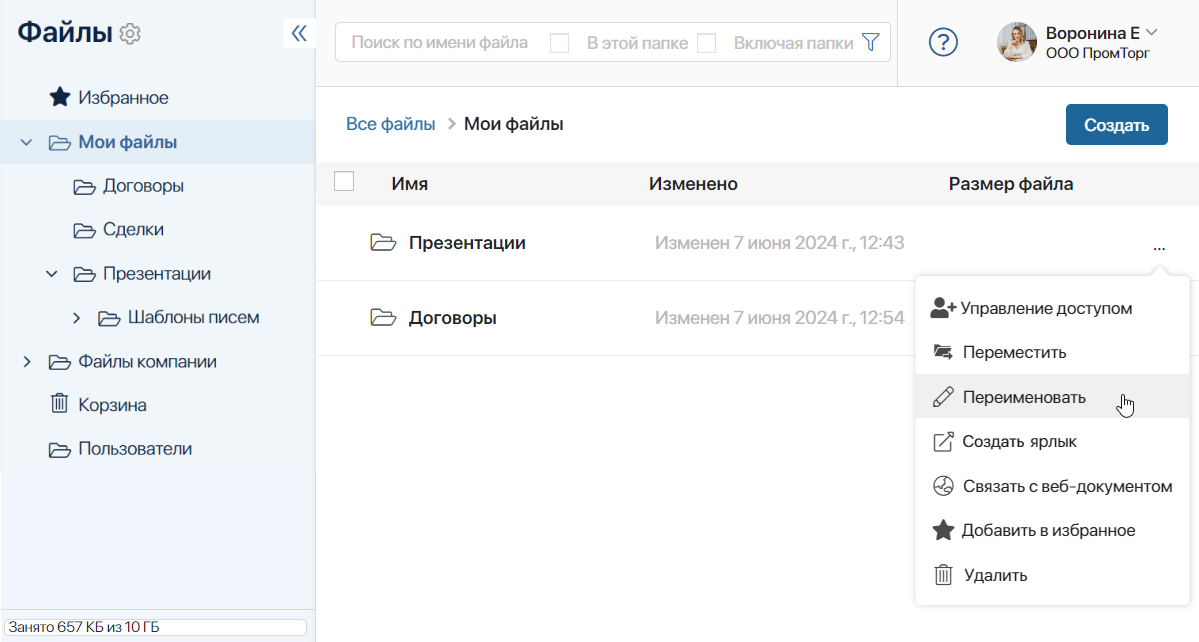 Файлы
Избранное
Мои файлы
Договоры
Сделки
Презентации
Шаблоны писем
Файлы компании
Корзина
Пользователи
Занято 657 КБ из 10 ГБ
Поиск по имени файла В этой папке Включая папки
?
Воронина Е
ООО ПромТорг
Все файлы > Мои файлы
Создать
Имя Изменено Размер файла
Презентации Изменен 7 июня 2024 г., 12:43 ...
Договоры Изменен 7 июня 2024 г., 12:54
Управление доступом
Переместить
Переименовать
Создать ярлык
Связать с веб-документом
Добавить в избранное
Удалить